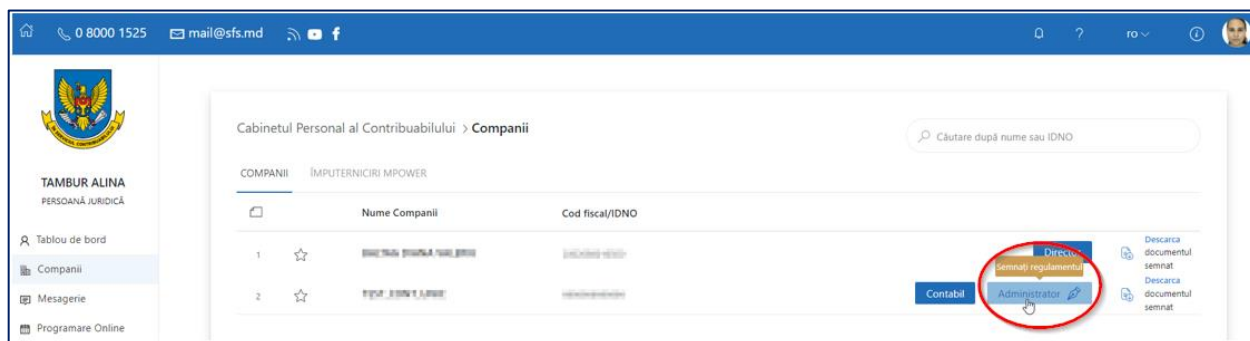 0 8000 1525 mail@sfs.md ro
Cabinetul Personal al Contribuabilului > Companii
Căutare după nume sau IDNO
TAMBUR ALINA
PERSOANĂ JURIDICĂ
COMPANII ÎMPUTERNICIRI MPOWER
Nume Companii Cod fiscal/IDNO
Tablou de bord
Companii
Mesagerie
Programare Online
1 Director Descarca
documentul
semnat
Semnați regulamentul
2 Contabil Administrator Descarca
documentul
semnat